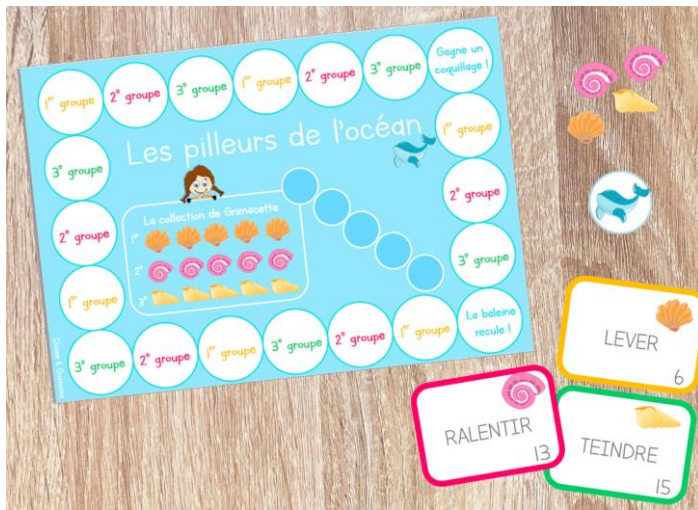 1er groupe
2e groupe
3e groupe
1er groupe
2e groupe
3e groupe
Gagne un
coquillage !
3e groupe
Les pilleurs de l'océan
1er groupe
2e groupe
La collection de Grimacette
1er
2e
3e
2e groupe
1er groupe
3e groupe
3e groupe
2e groupe
1er groupe
3e groupe
2e groupe
1er groupe
La baleine
recule !
LEVER
6
RALENTIR
13
TEINDRE
15